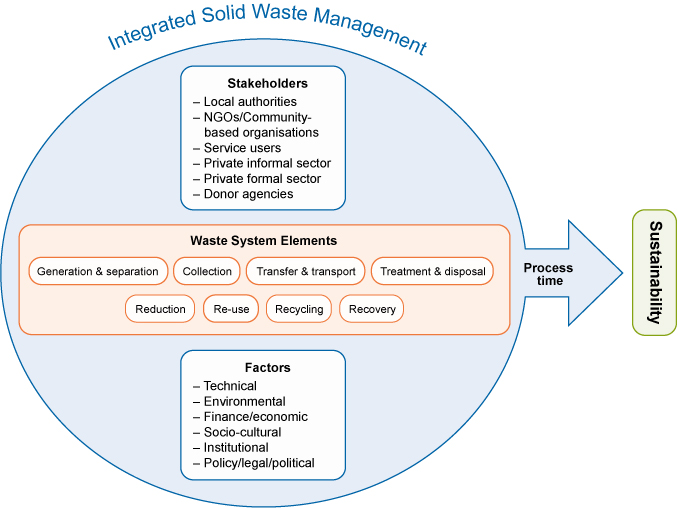 Integrated Solid Waste Management
Stakeholders
– Local authorities
– NGOs/Community-
based organisations
– Service users
– Private informal sector
– Private formal sector
– Donor agencies
Waste System Elements
Generation & separation
Collection
Transfer & transport
Treatment & disposal
Reduction
Re-use
Recycling
Recovery
Factors
– Technical
– Environmental
– Finance/economic
– Socio-cultural
– Institutional
– Policy/legal/political
Process
time
Sustainability